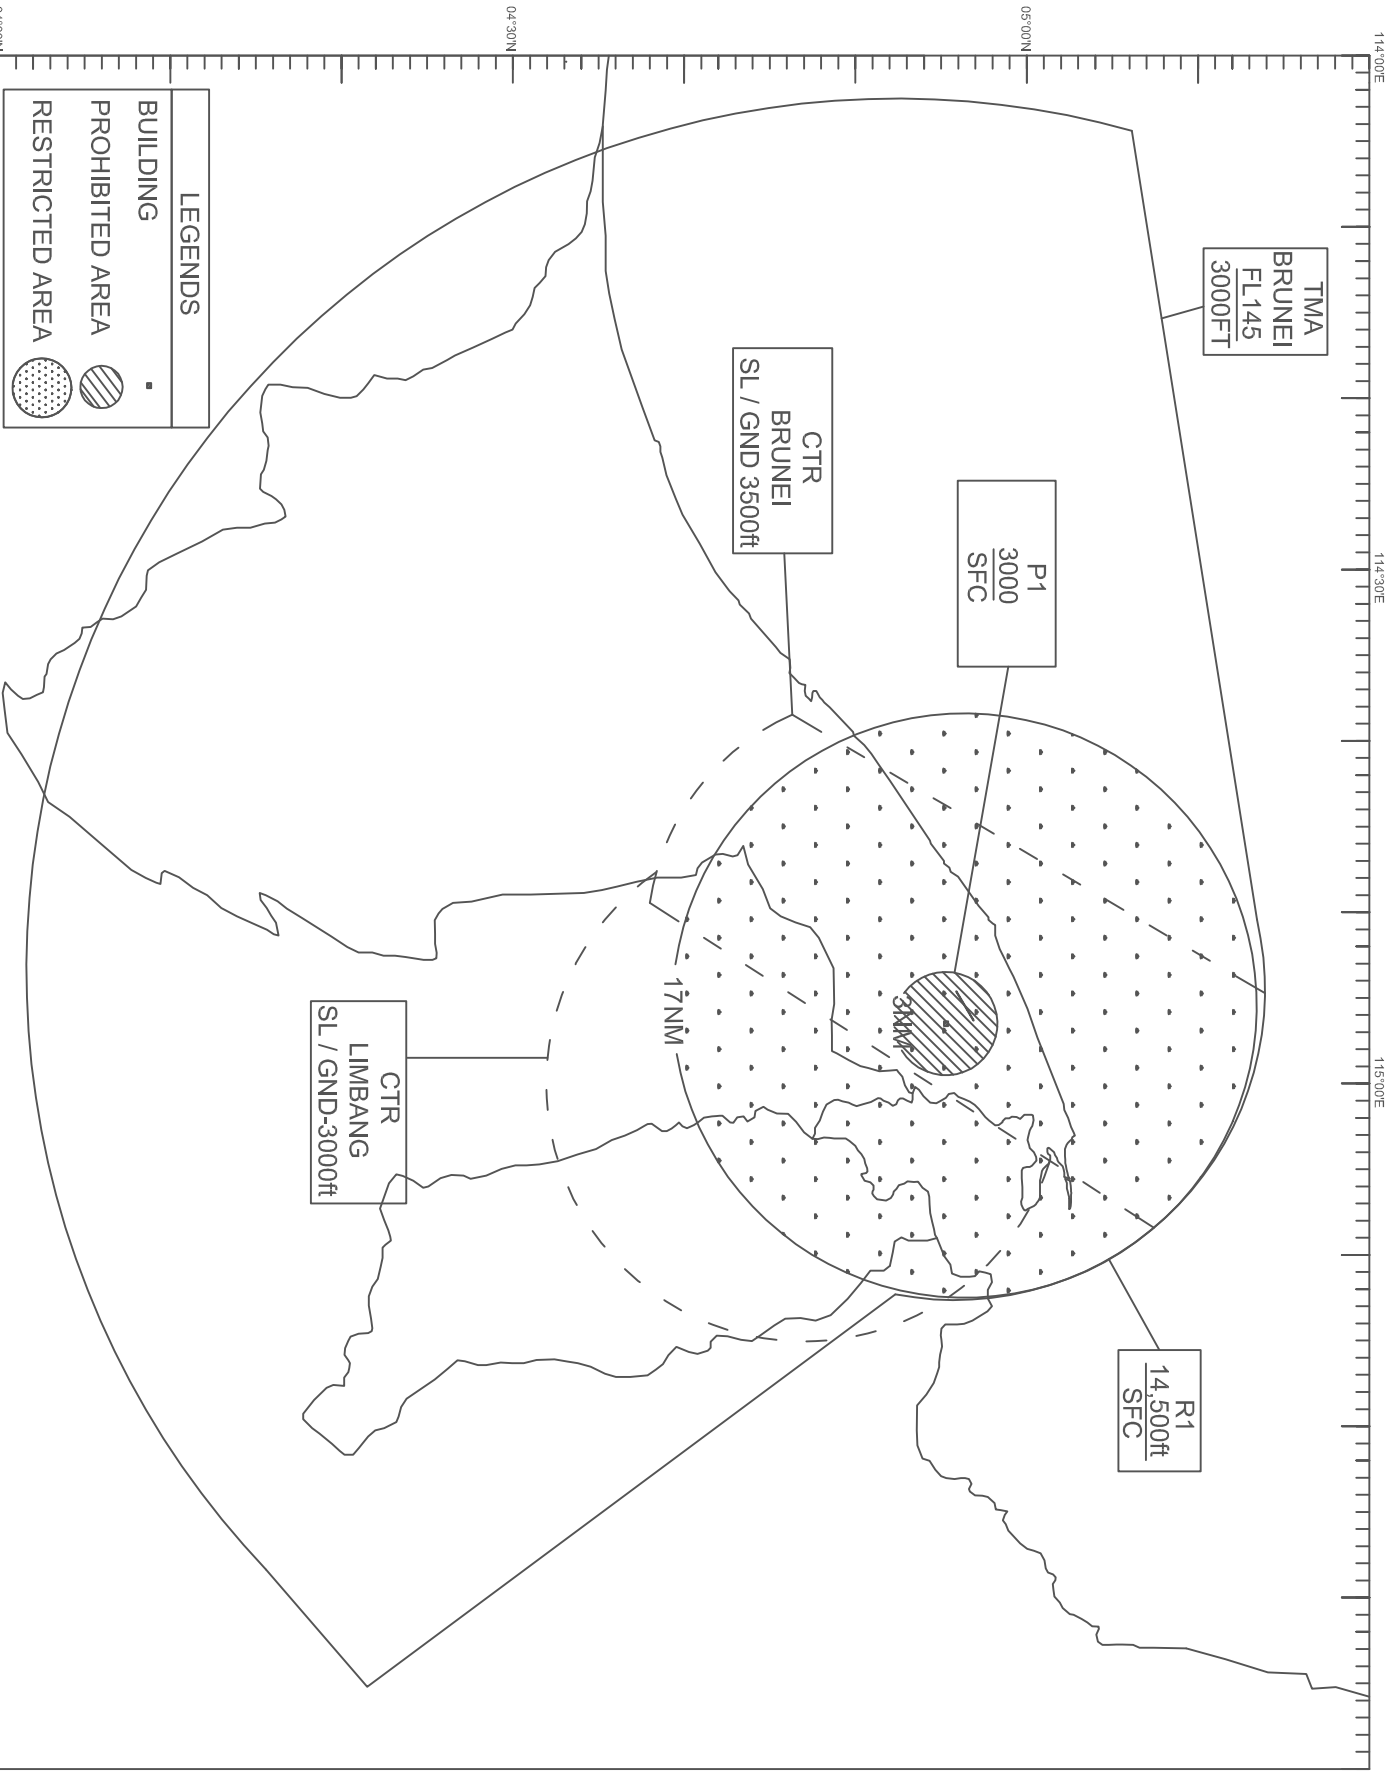 114°00'E
114°30'E
115°00'E
05°00'N
04°30'N
TMA
BRUNEI
FL145
3000FT
P1
3000
SFC
CTR
BRUNEI
SL / GND 3500ft
R1
14,500ft
SFC
3NM
17NM
CTR
LIMBANG
SL / GND-3000ft
LEGENDS
BUILDING
PROHIBITED AREA
RESTRICTED AREA